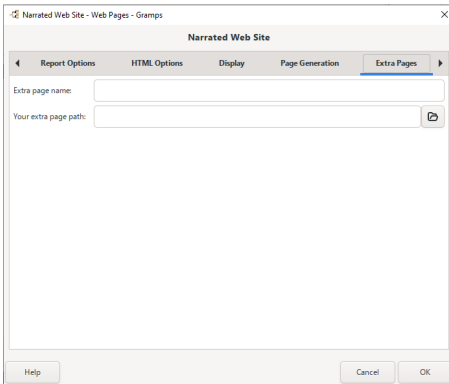 Narrated Web Site - Web Pages - Gramps
Narrated Web Site
Report Options HTML Options Display Page Generation Extra Pages
Extra page name:
Your extra page path:
Help Cancel OK